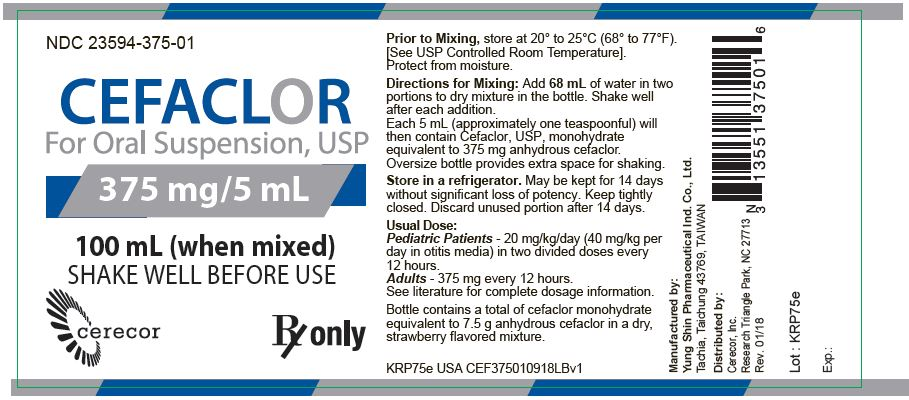 NDC 23594-375-01
CEFACLOR
For Oral Suspension, USP
375 mg/5 mL
100 mL (when mixed)
SHAKE WELL BEFORE USE
cerecor
Rx only
Prior to Mixing, store at 20° to 25°C (68° to 77°F).
[See USP Controlled Room Temperature].
Protect from moisture.
Directions for Mixing: Add 68 mL of water in two
portions to dry mixture in the bottle. Shake well
after each addition.
Each 5 mL (approximately one teaspoonful) will
then contain Cefaclor, USP, monohydrate
equivalent to 375 mg anhydrous cefaclor.
Oversize bottle provides extra space for shaking.
Store in a refrigerator. May be kept for 14 days
without significant loss of potency. Keep tightly
closed. Discard unused portion after 14 days.
Usual Dose:
Pediatric Patients - 20 mg/kg/day (40 mg/kg per
day in otitis media) in two divided doses every
12 hours.
Adults - 375 mg every 12 hours.
See literature for complete dosage information.
Bottle contains a total of cefaclor monohydrate
equivalent to 7.5 g anhydrous cefaclor in a dry,
strawberry flavored mixture.
KRP75e USA CEF375010918LBv1
Manufactured by:
Yung Shin Pharmaceutical Ind. Co., Ltd.
Tachia, Taichung 43769, TAIWAN
Distributed by:
Cerecor, Inc.
Research Triangle Park, NC 27713
Rev. 01/18
N
3 13551 37501 6
Lot : KRP75e
Exp.: